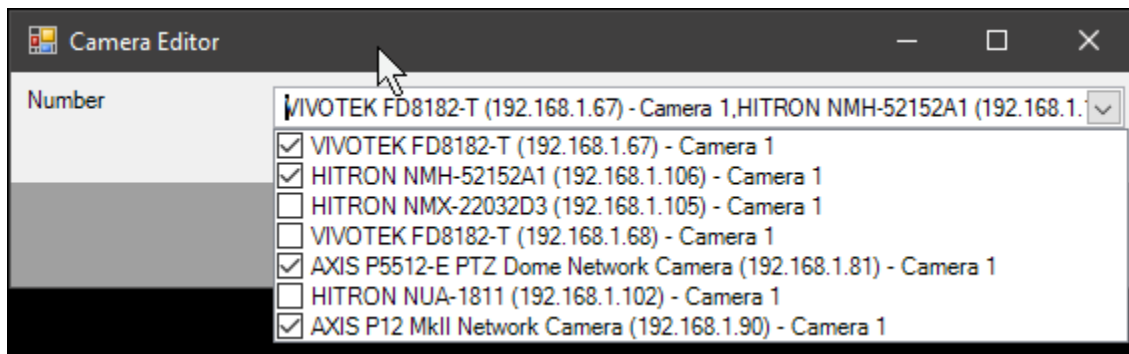 Camera Editor
Number
VIVOTEK FD8182-T (192.168.1.67) - Camera 1,HITRON NMH-52152A1 (192.168.1.
VIVOTEK FD8182-T (192.168.1.67) - Camera 1
HITRON NMH-52152A1 (192.168.1.106) - Camera 1
HITRON NMX-22032D3 (192.168.1.105) - Camera 1
VIVOTEK FD8182-T (192.168.1.68) - Camera 1
AXIS P5512-E PTZ Dome Network Camera (192.168.1.81) - Camera 1
HITRON NUA-1811 (192.168.1.102) - Camera 1
AXIS P12 MkII Network Camera (192.168.1.90) - Camera 1